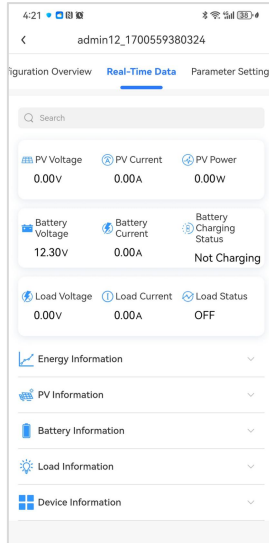 4:21
38
admin12_1700559380324
figuration Overview Real-Time Data Parameter Setting
Search
PV Voltage PV Current PV Power
0.00V 0.00A 0.00W
Battery Voltage Battery Current Battery Charging Status
12.30V 0.00A Not Charging
Load Voltage Load Current Load Status
0.00V 0.00A OFF
Energy Information
PV Information
Battery Information
Load Information
Device Information